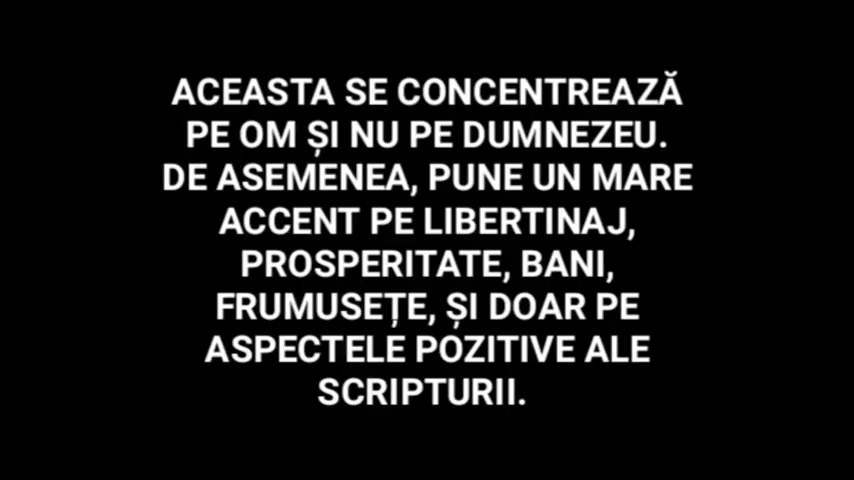 ACEASTA SE CONCENTREAZĂ
PE OM ȘI NU PE DUMNEZEU.
DE ASEMENEA, PUNE UN MARE
ACCENT PE LIBERTINAJ,
PROSPERITATE, BANI,
FRUMUSEȚE, ȘI DOAR PE
ASPECTELE POZITIVE ALE
SCRIPTURII.